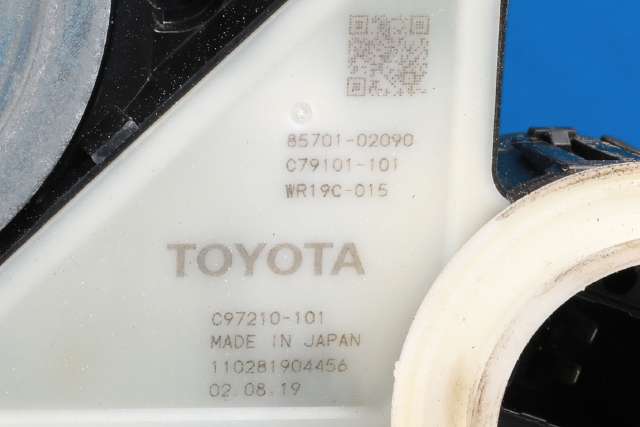 85701-02090
C79101-101
WR19C-015
TOYOTA
C97210-101
MADE IN JAPAN
110281904456
02.08.19